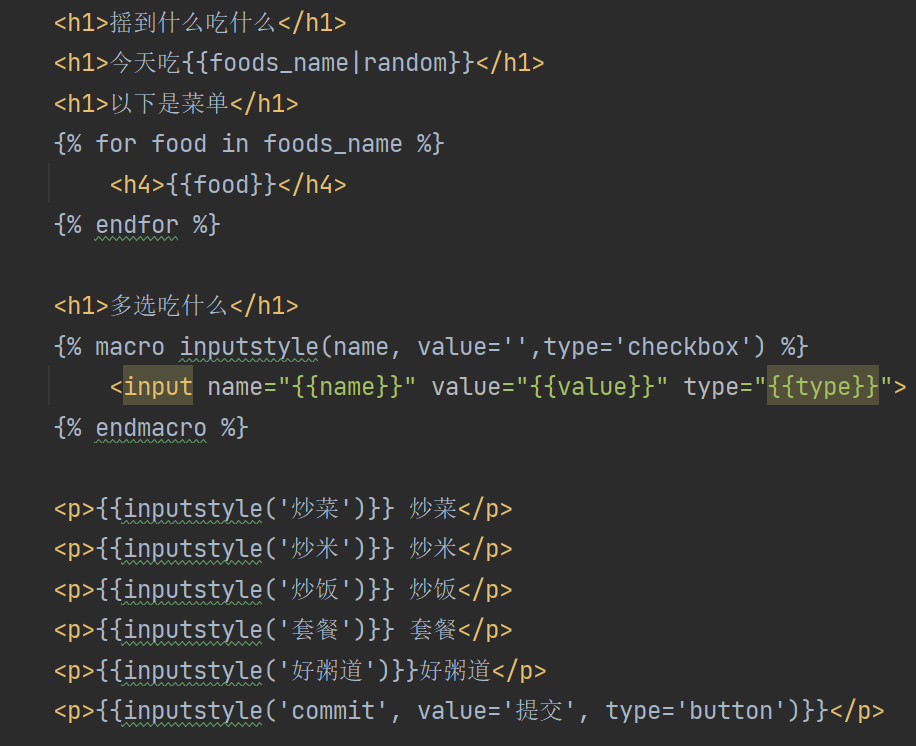 <h1>摇到什么吃什么</h1>
<h1>今天吃{{foods_name|random}}</h1>
<h1>以下是菜单</h1>
{% for food in foods_name %}
    <h4>{{food}}</h4>
{% endfor %}

<h1>多选吃什么</h1>
{% macro inputstyle(name, value='',type='checkbox') %}
    <input name="{{name}}" value="{{value}}" type="{{type}}">
{% endmacro %}

<p>{{inputstyle('炒菜')}} 炒菜</p>
<p>{{inputstyle('炒米')}} 炒米</p>
<p>{{inputstyle('炒饭')}} 炒饭</p>
<p>{{inputstyle('套餐')}} 套餐</p>
<p>{{inputstyle('好粥道')}}好粥道</p>
<p>{{inputstyle('commit', value='提交', type='button')}}</p>